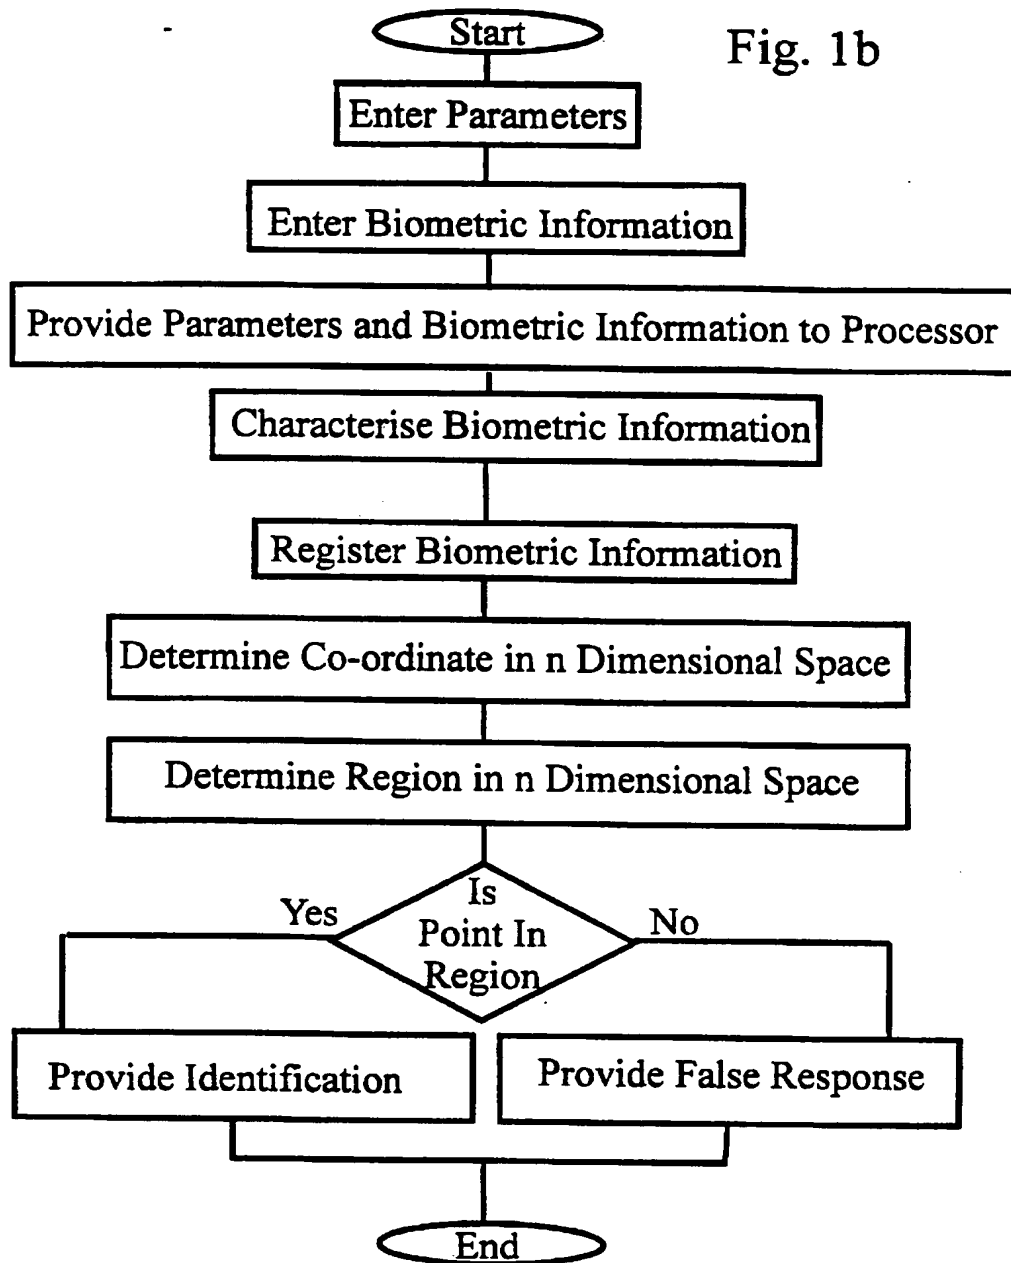 Start
Fig. 1b
Enter Parameters
Enter Biometric Information
Provide Parameters and Biometric Information to Processor
Characterise Biometric Information
Register Biometric Information
Determine Co-ordinate in n Dimensional Space
Determine Region in n Dimensional Space
Is
Point In
Region
Yes
No
Provide Identification
Provide False Response
End